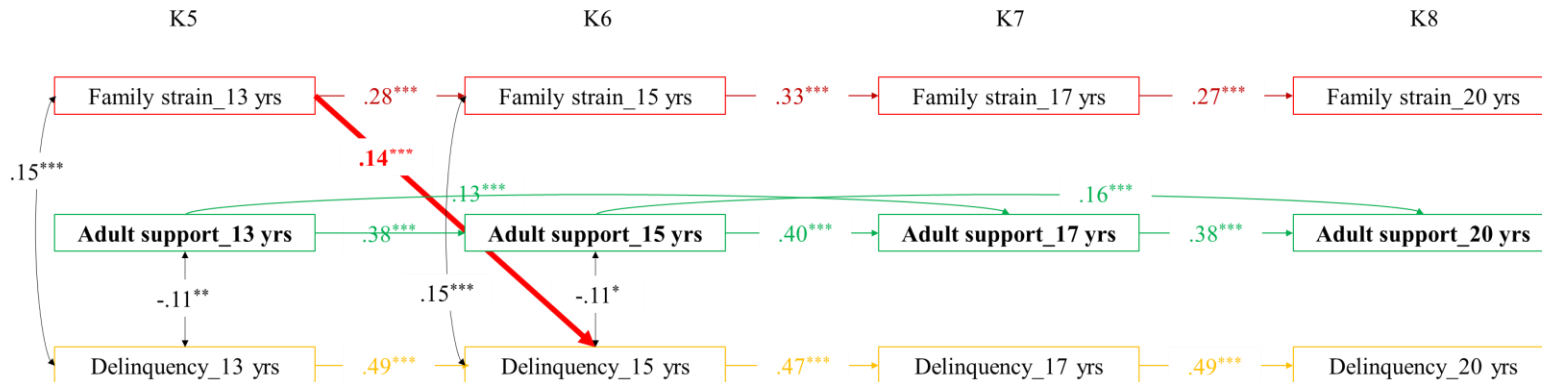 K5 K6 K7 K8
Family strain_13 yrs .28*** Family strain_15 yrs .33*** Family strain_17 yrs .27*** Family strain_20 yrs
.14***
.15***
.13*** .16***
Adult support_13 yrs .38*** Adult support_15 yrs .40*** Adult support_17 yrs .38*** Adult support_20 yrs
-.11** .15*** -.11*
Delinquency_13 yrs .49*** Delinquency_15 yrs .47*** Delinquency_17 yrs .49*** Delinquency_20 yrs